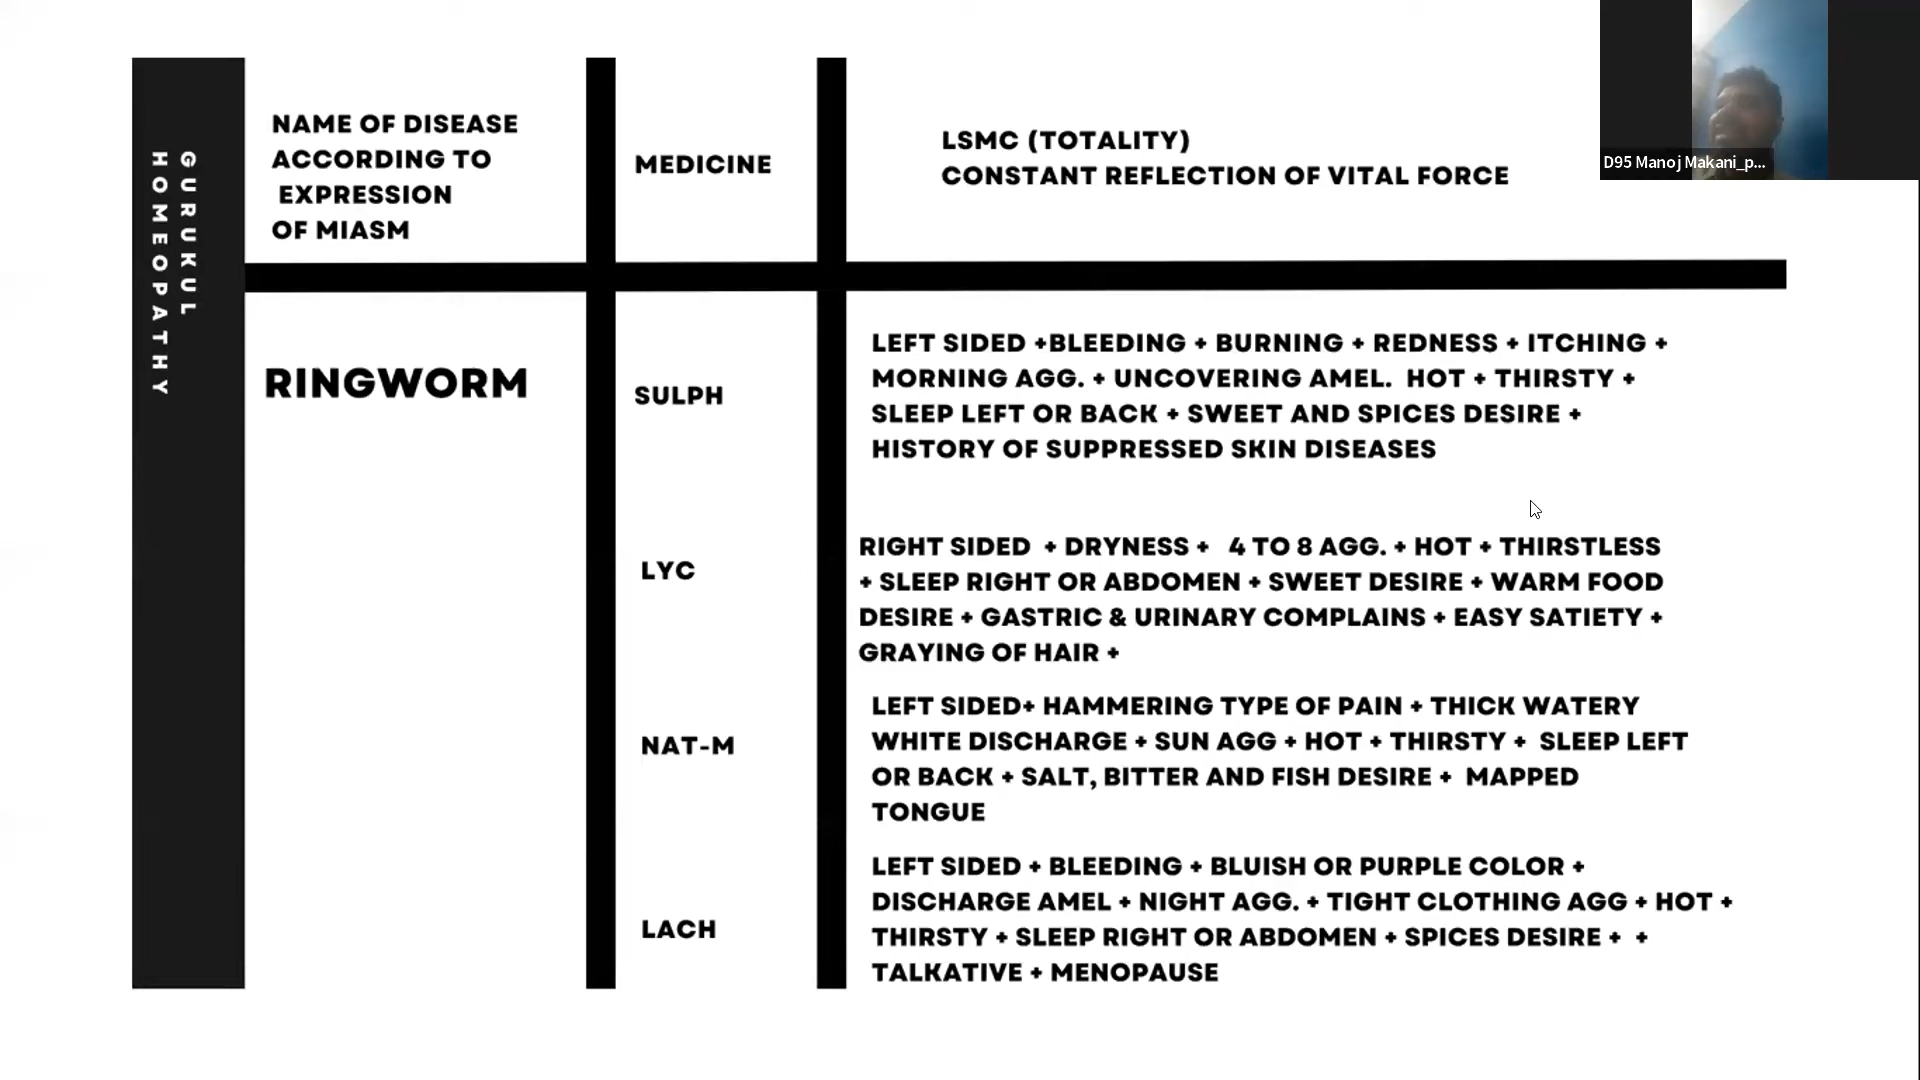 GURUKUL
HOMEOPATHY
NAME OF DISEASE
ACCORDING TO
EXPRESSION
OF MIASM
MEDICINE
LSMC (TOTALITY)
CONSTANT REFLECTION OF VITAL FORCE
D95 Manoj Makani_p...
RINGWORM
SULPH
LEFT SIDED +BLEEDING + BURNING + REDNESS + ITCHING +
MORNING AGG. + UNCOVERING AMEL. HOT + THIRSTY +
SLEEP LEFT OR BACK + SWEET AND SPICES DESIRE +
HISTORY OF SUPPRESSED SKIN DISEASES
LYC
RIGHT SIDED + DRYNESS + 4 TO 8 AGG. + HOT + THIRSTLESS
+ SLEEP RIGHT OR ABDOMEN + SWEET DESIRE + WARM FOOD
DESIRE + GASTRIC & URINARY COMPLAINS + EASY SATIETY +
GRAYING OF HAIR +
NAT-M
LEFT SIDED+ HAMMERING TYPE OF PAIN + THICK WATERY
WHITE DISCHARGE + SUN AGG + HOT + THIRSTY + SLEEP LEFT
OR BACK + SALT, BITTER AND FISH DESIRE + MAPPED
TONGUE
LACH
LEFT SIDED + BLEEDING + BLUISH OR PURPLE COLOR +
DISCHARGE AMEL + NIGHT AGG. + TIGHT CLOTHING AGG + HOT +
THIRSTY + SLEEP RIGHT OR ABDOMEN + SPICES DESIRE + +
TALKATIVE + MENOPAUSE